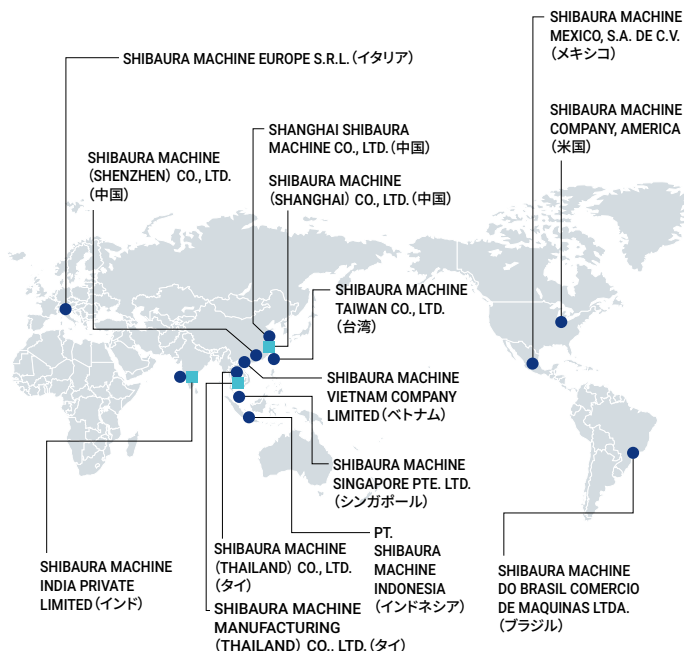 SHIBAURA MACHINE
MEXICO, S.A. DE C.V.
(メキシコ)
SHIBAURA MACHINE EUROPE S.R.L.(イタリア)
SHIBAURA MACHINE
COMPANY, AMERICA
(米国)
SHANGHAI SHIBAURA
MACHINE CO., LTD.(中国)
SHIBAURA MACHINE
(SHENZHEN) CO., LTD.
(中国)
SHIBAURA MACHINE
(SHANGHAI) CO., LTD.(中国)
SHIBAURA MACHINE
TAIWAN CO., LTD.
(台湾)
SHIBAURA MACHINE
VIETNAM COMPANY
LIMITED(ベトナム)
SHIBAURA MACHINE
SINGAPORE PTE. LTD.
(シンガポール)
SHIBAURA MACHINE
INDIA PRIVATE
LIMITED(インド)
SHIBAURA MACHINE
(THAILAND) CO., LTD.
(タイ)
PT.
SHIBAURA
MACHINE
INDONESIA
(インドネシア)
SHIBAURA MACHINE
DO BRASIL COMERCIO
DE MAQUINAS LTDA.
(ブラジル)
SHIBAURA MACHINE
MANUFACTURING
(THAILAND) CO., LTD.(タイ)